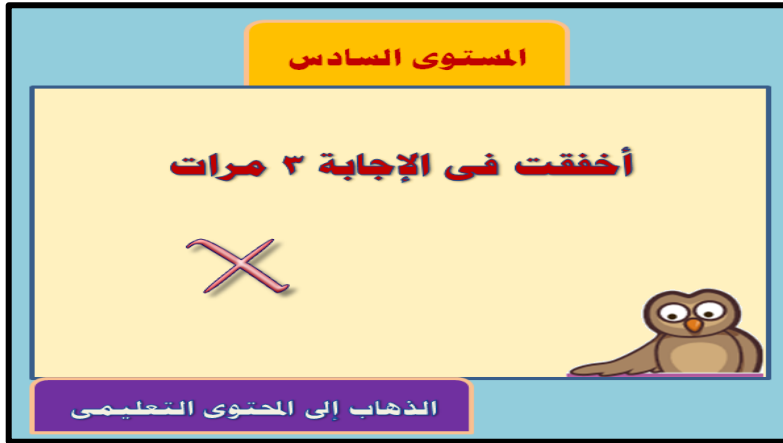 المستوى السادس
أخفقت فى الإجابة ٣ مرات
الذهاب إلى المحتوى التعليمى